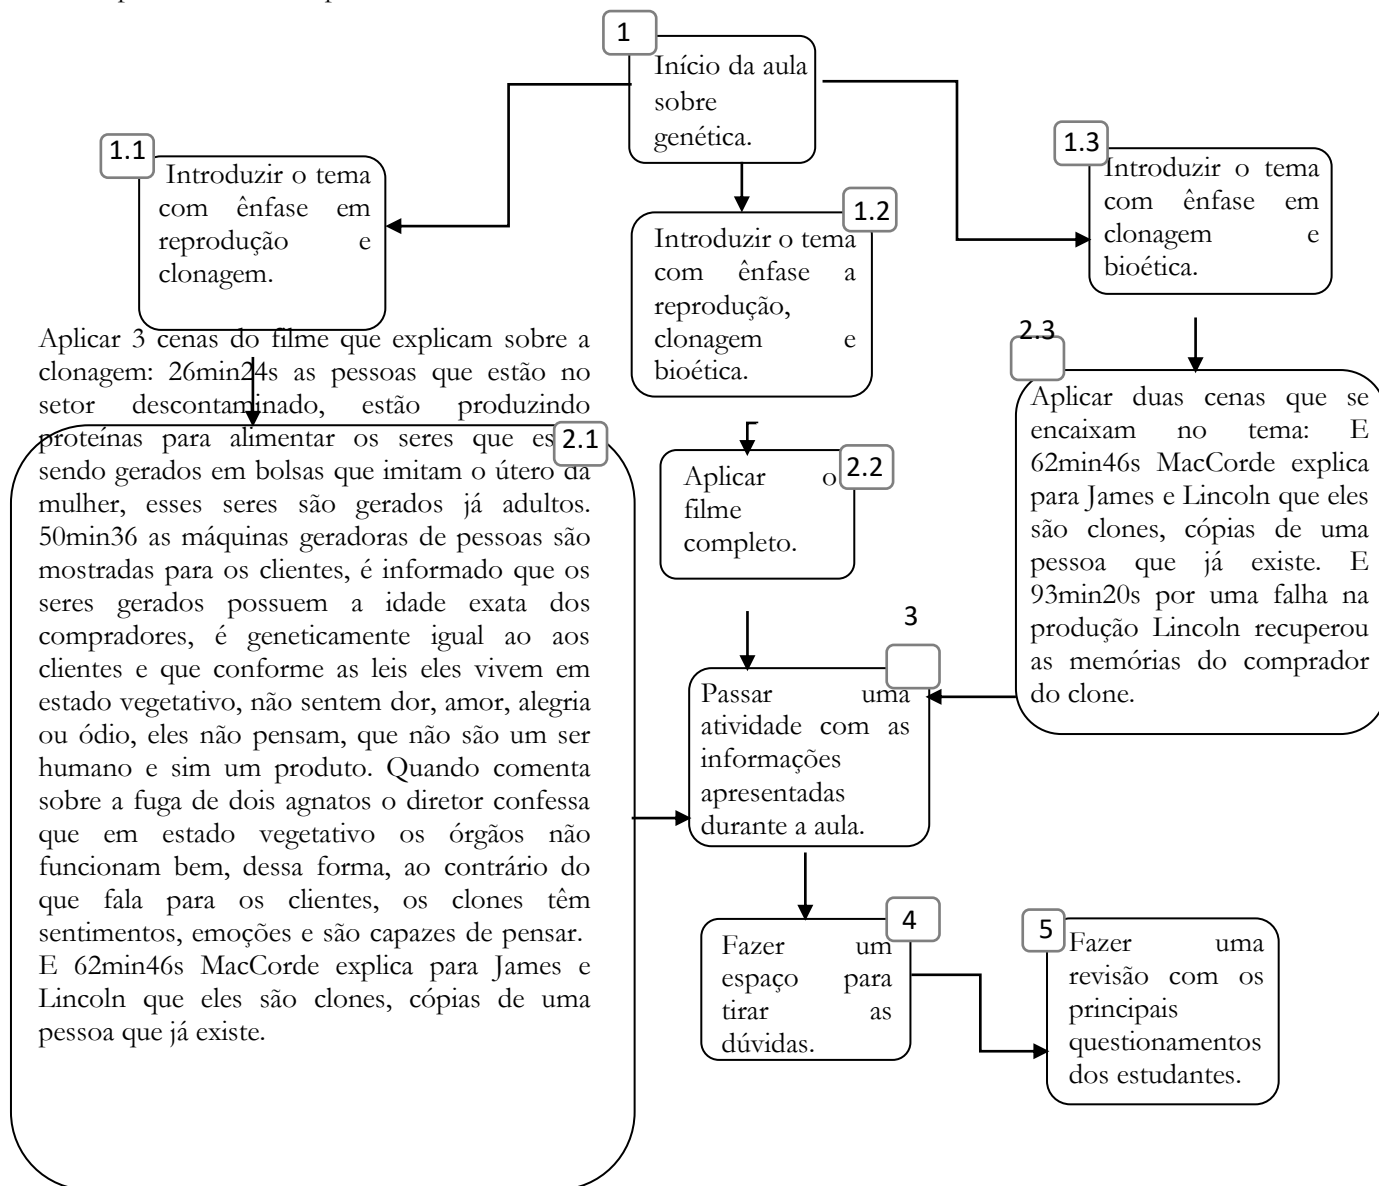 1
Início da aula
sobre
genética.
1.1
Introduzir o tema
com ênfase em
reprodução e
clonagem.
1.2
Introduzir o tema
com ênfase a
reprodução,
clonagem e
bioética.
1.3
Introduzir o tema
com ênfase em
clonagem e
bioética.
2.1
Aplicar 3 cenas do filme que explicam sobre a
clonagem: 26min24s as pessoas que estão no
setor descontaminado, estão produzindo
proteínas para alimentar os seres que es
sendo gerados em bolsas que imitam o útero da
mulher, esses seres são gerados já adultos.
50min36 as máquinas geradoras de pessoas são
mostradas para os clientes, é informado que os
seres gerados possuem a idade exata dos
compradores, é geneticamente igual ao aos
clientes e que conforme as leis eles vivem em
estado vegetativo, não sentem dor, amor, alegria
ou ódio, eles não pensam, que não são um ser
humano e sim um produto. Quando comenta
sobre a fuga de dois agnatos o diretor confessa
que em estado vegetativo os órgãos não
funcionam bem, dessa forma, ao contrário do
que fala para os clientes, os clones têm
sentimentos, emoções e são capazes de pensar.
E 62min46s MacCorde explica para James e
Lincoln que eles são clones, cópias de uma
pessoa que já existe.
2.2
Aplicar o
filme
completo.
2.3
Aplicar duas cenas que se
encaixam no tema: E
62min46s MacCorde explica
para James e Lincoln que eles
são clones, cópias de uma
pessoa que já existe. E
93min20s por uma falha na
produção Lincoln recuperou
as memórias do comprador
do clone.
3
Passar uma
atividade com as
informações
apresentadas
durante a aula.
4
Fazer um
espaço para
tirar as
dúvidas.
5
Fazer uma
revisão com os
principais
questionamentos
dos estudantes.